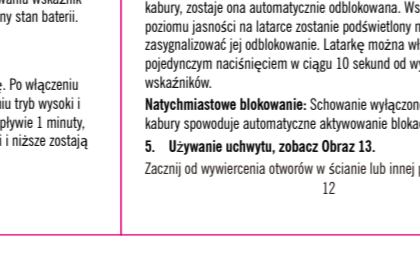 ny stan baterii.
. Po włączeniu
iu tryb wysoki i
pływie 1 minuty,
i i niższe zostają
kabury, zostaje ona automatycznie odblokowana. Ws
poziomu jasności na latarce zostanie podświetlony n
zasygnalizować jej odblokowanie. Latarkę można wł
pojedynczym naciśnięciem w ciągu 10 sekund od wy
wskaźników.
Natychmiastowe blokowanie: Schowanie wyłączone
kabury spowoduje automatyczne aktywowanie bloka
5. Używanie uchwytu, zobacz Obraz 13.
Zacznij od wywiercenia otworów w ścianie lub innej p
12